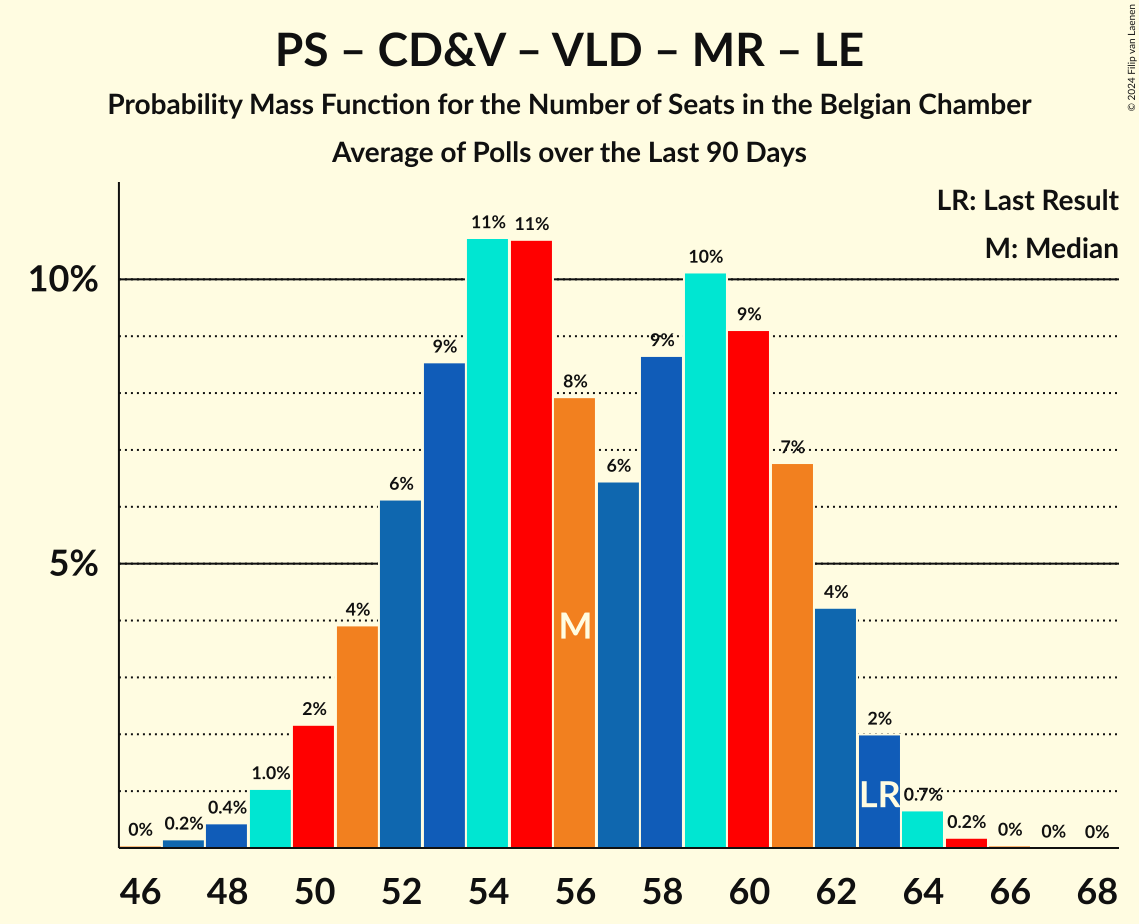 PS – CD&V – VLD – MR – LE
Probability Mass Function for the Number of Seats in the Belgian Chamber
Average of Polls over the Last 90 Days
© 2024 Filip van Laenen
LR: Last Result
M: Median
10%
5%
0%
0.2%
0.4%
1.0%
2%
4%
6%
9%
11%
11%
8%
6%
9%
10%
9%
7%
4%
2%
0.7%
0.2%
0%
0%
0%
M
LR
46 48 50 52 54 56 58 60 62 64 66 68